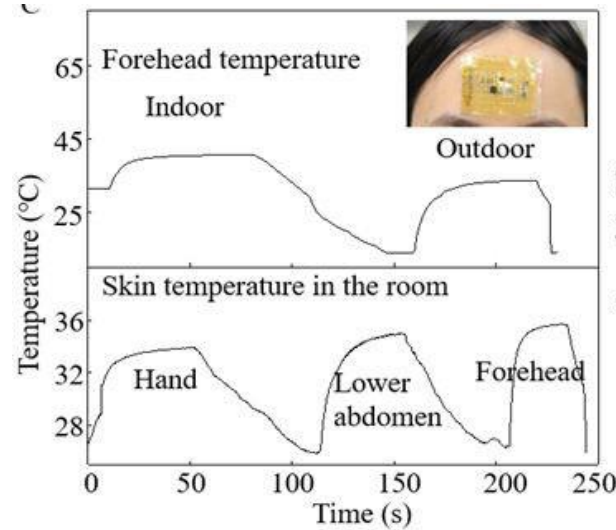 C
Forehead temperature
Indoor
Outdoor
65
45
25
Temperature (°C)
Skin temperature in the room
Hand
Lower
abdomen
Forehead
36
32
28
0 50 100 150 200 250
Time (s)